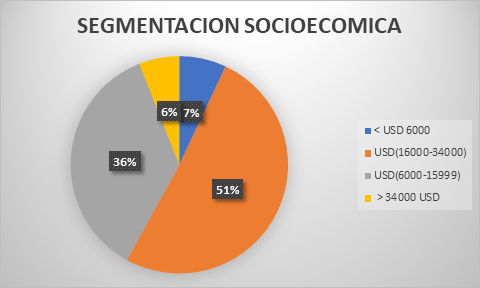 SEGMENTACION SOCIOECOMICA
6%
7%
36%
51%
< USD 6000
USD(16000-34000)
USD(6000-15999)
> 34000 USD